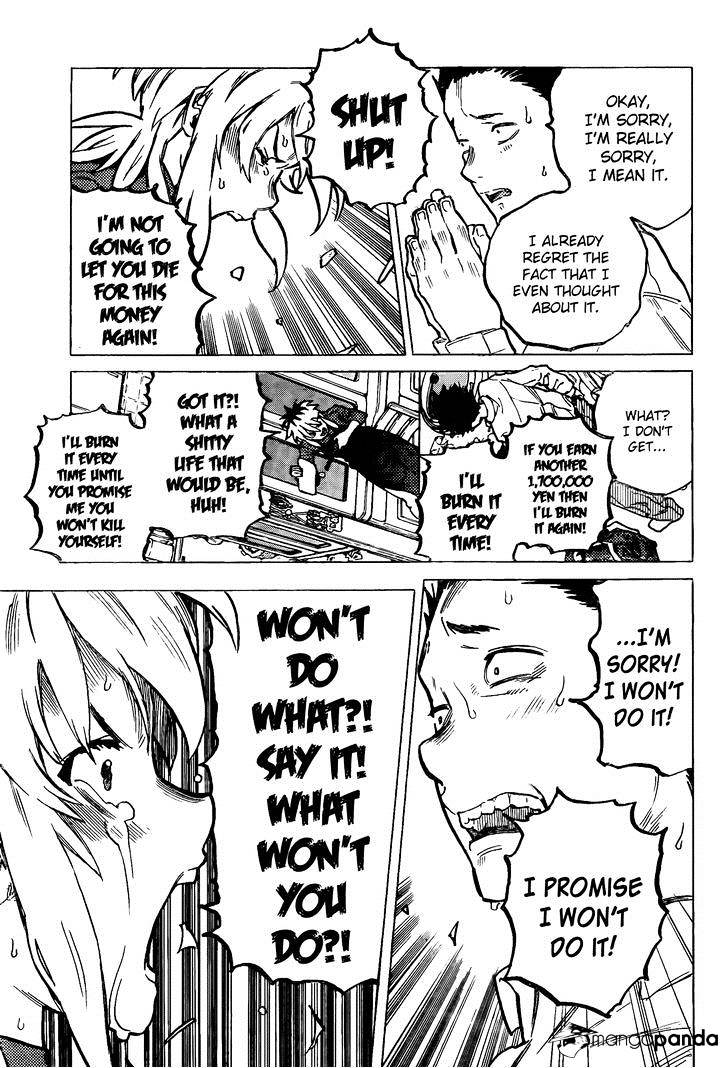 OKAY,
I'M SORRY,
I'M REALLY
SORRY,
I MEAN IT.
I ALREADY
REGRET THE
FACT THAT I
EVEN THOUGHT
ABOUT IT.
SHUT
UP!
I'M NOT
GOING TO
LET YOU DIE
FOR THIS
MONEY
AGAIN!
WHAT?
I DON'T
GET...
IF YOU EARN
ANOTHER
1,700,000
YEN THEN
I'LL BURN
IT AGAIN!
I'LL
BURN IT
EVERY
TIME!
GOT IT?!
WHAT A
SHITTY
LIFE THAT
WOULD BE,
HUH!
I'LL BURN
IT EVERY
TIME UNTIL
YOU PROMISE
ME YOU
WON'T KILL
YOURSELF!
...I'M
SORRY!
I WON'T
DO IT!
I PROMISE
I WON'T
DO IT!
WON'T
DO
WHAT?!
SAY IT!
WHAT
WON'T
YOU
DO?!
mangapanda